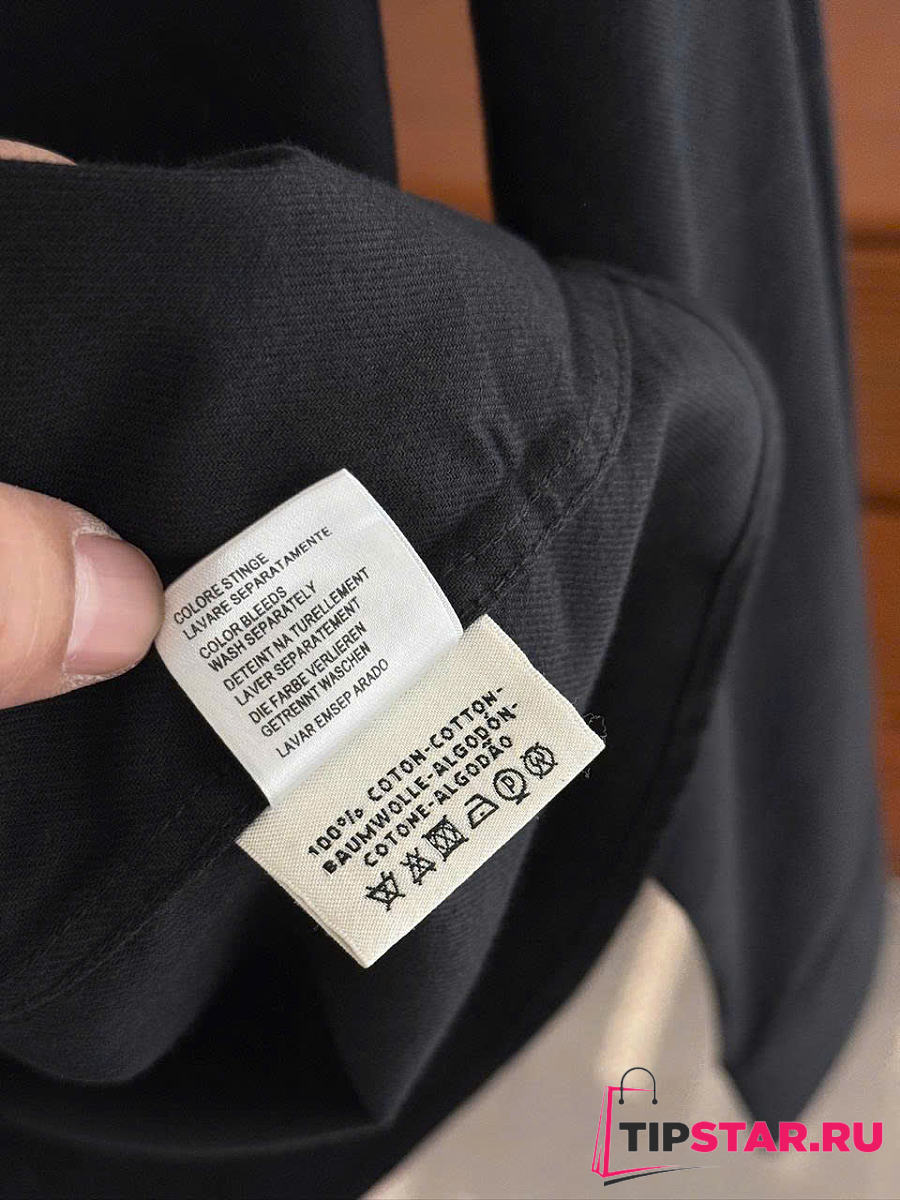 COLORE STINGE
LAVARE SEPARATAMENTE
COLOR BLEEDS
WASH SEPARATELY
DETEINT NA TURELLEMENT
LAVER SEPARATEMENT
DIE FARBE VERLIEREN
GETRENNT WASCHEN
LAVAR EMSEP ARADO
100% COTON-COTTON-
BAUMWOLLE-ALGODÓN-
COTONE-ALGODÃO
P
TIPSTAR.RU